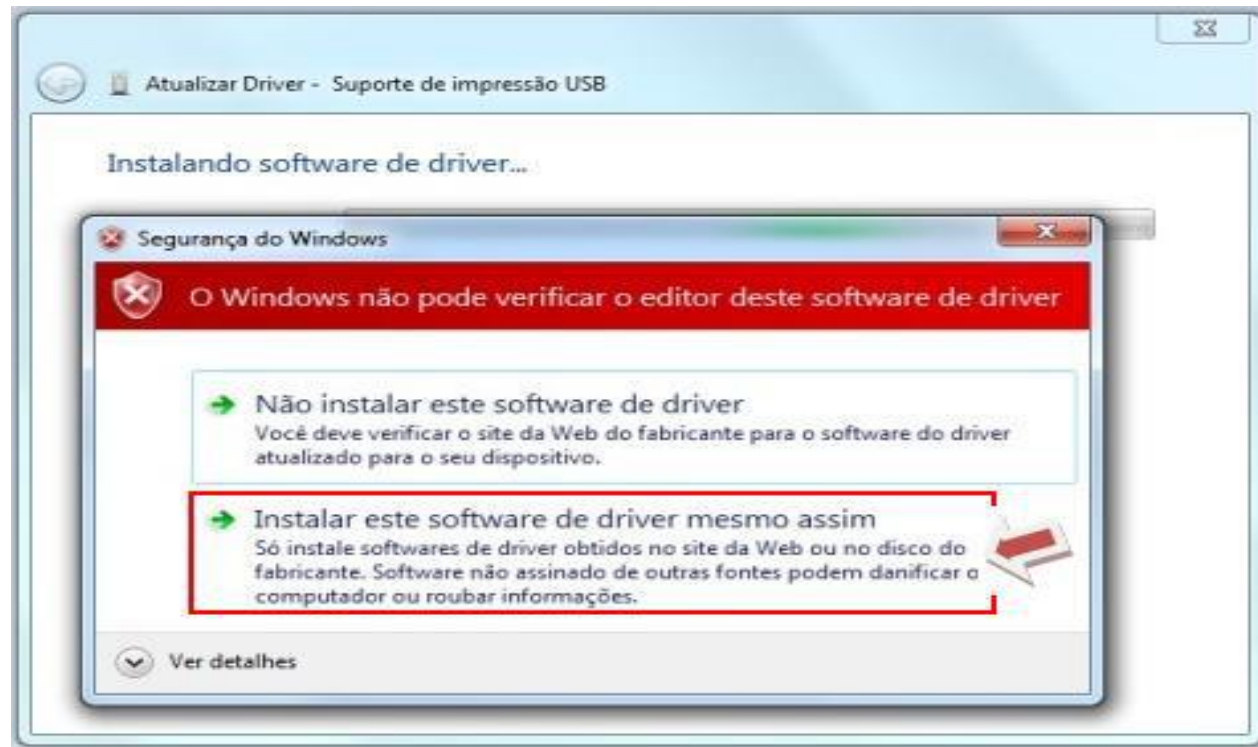 Atualizar Driver - Suporte de impressão USB
Instalando software de driver...
Segurança do Windows
O Windows não pode verificar o editor deste software de driver
Não instalar este software de driver
Você deve verificar o site da Web do fabricante para o software do driver
atualizado para o seu dispositivo.
Instalar este software de driver mesmo assim
Só instale softwares de driver obtidos no site da Web ou no disco do
fabricante. Software não assinado de outras fontes podem danificar o
computador ou roubar informações.
Ver detalhes